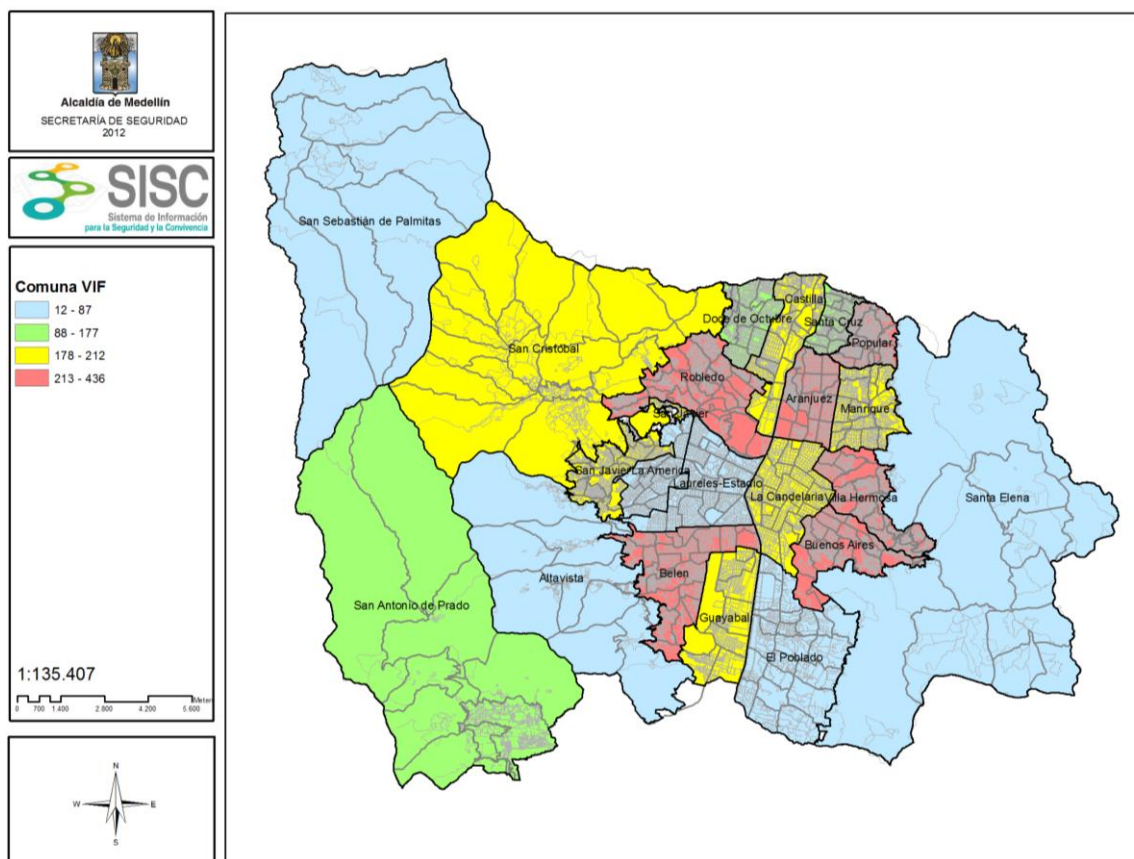 Alcaldía de Medellín
SECRETARÍA DE SEGURIDAD
2012
SISC
Sistema de Información
para la Seguridad y la Convivencia
Comuna VIF
12 - 87
88 - 177
178 - 212
213 - 436
1:135.407
0 700 1.400 2.800 4.200 5.600
N
W E
S
San Sebastián de Palmitas
San Cristobal
Doce de Octubre
Castilla
Santa Cruz
Popular
Robledo
Aranjuez
Manrique
San Javier
San Javier
La America
Laureles-Estadio
La Candelaria
Villa Hermosa
Santa Elena
Buenos Aires
Altavista
Belen
San Antonio de Prado
Guayabal
El Poblado